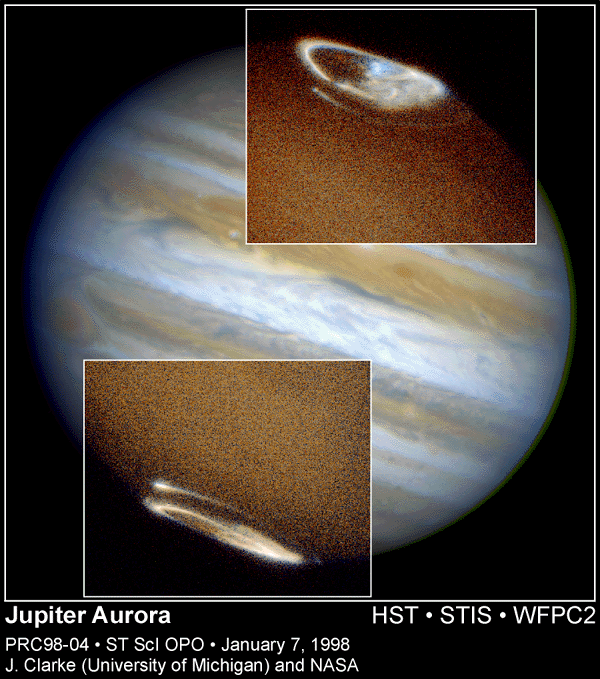 Jupiter Aurora
HST • STIS • WFPC2
PRC98-04 • ST ScI OPO • January 7, 1998
J. Clarke (University of Michigan) and NASA